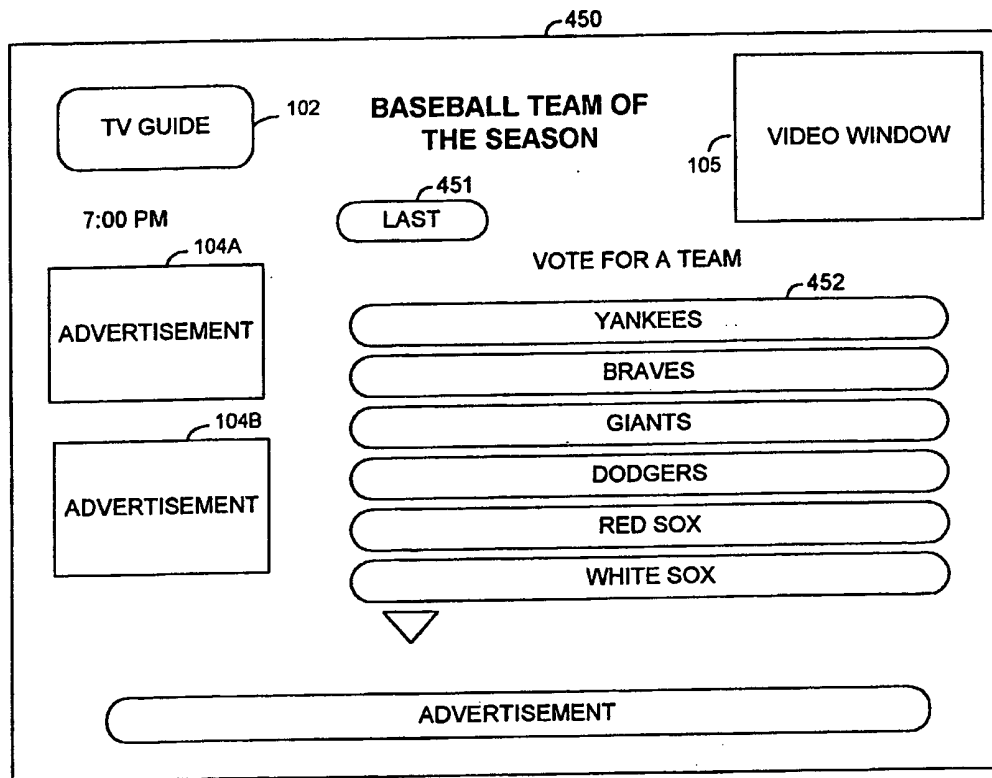 450
TV GUIDE
102
BASEBALL TEAM OF
THE SEASON
105
VIDEO WINDOW
451
LAST
7:00 PM
104A
ADVERTISEMENT
104B
ADVERTISEMENT
VOTE FOR A TEAM
452
YANKEES
BRAVES
GIANTS
DODGERS
RED SOX
WHITE SOX
ADVERTISEMENT